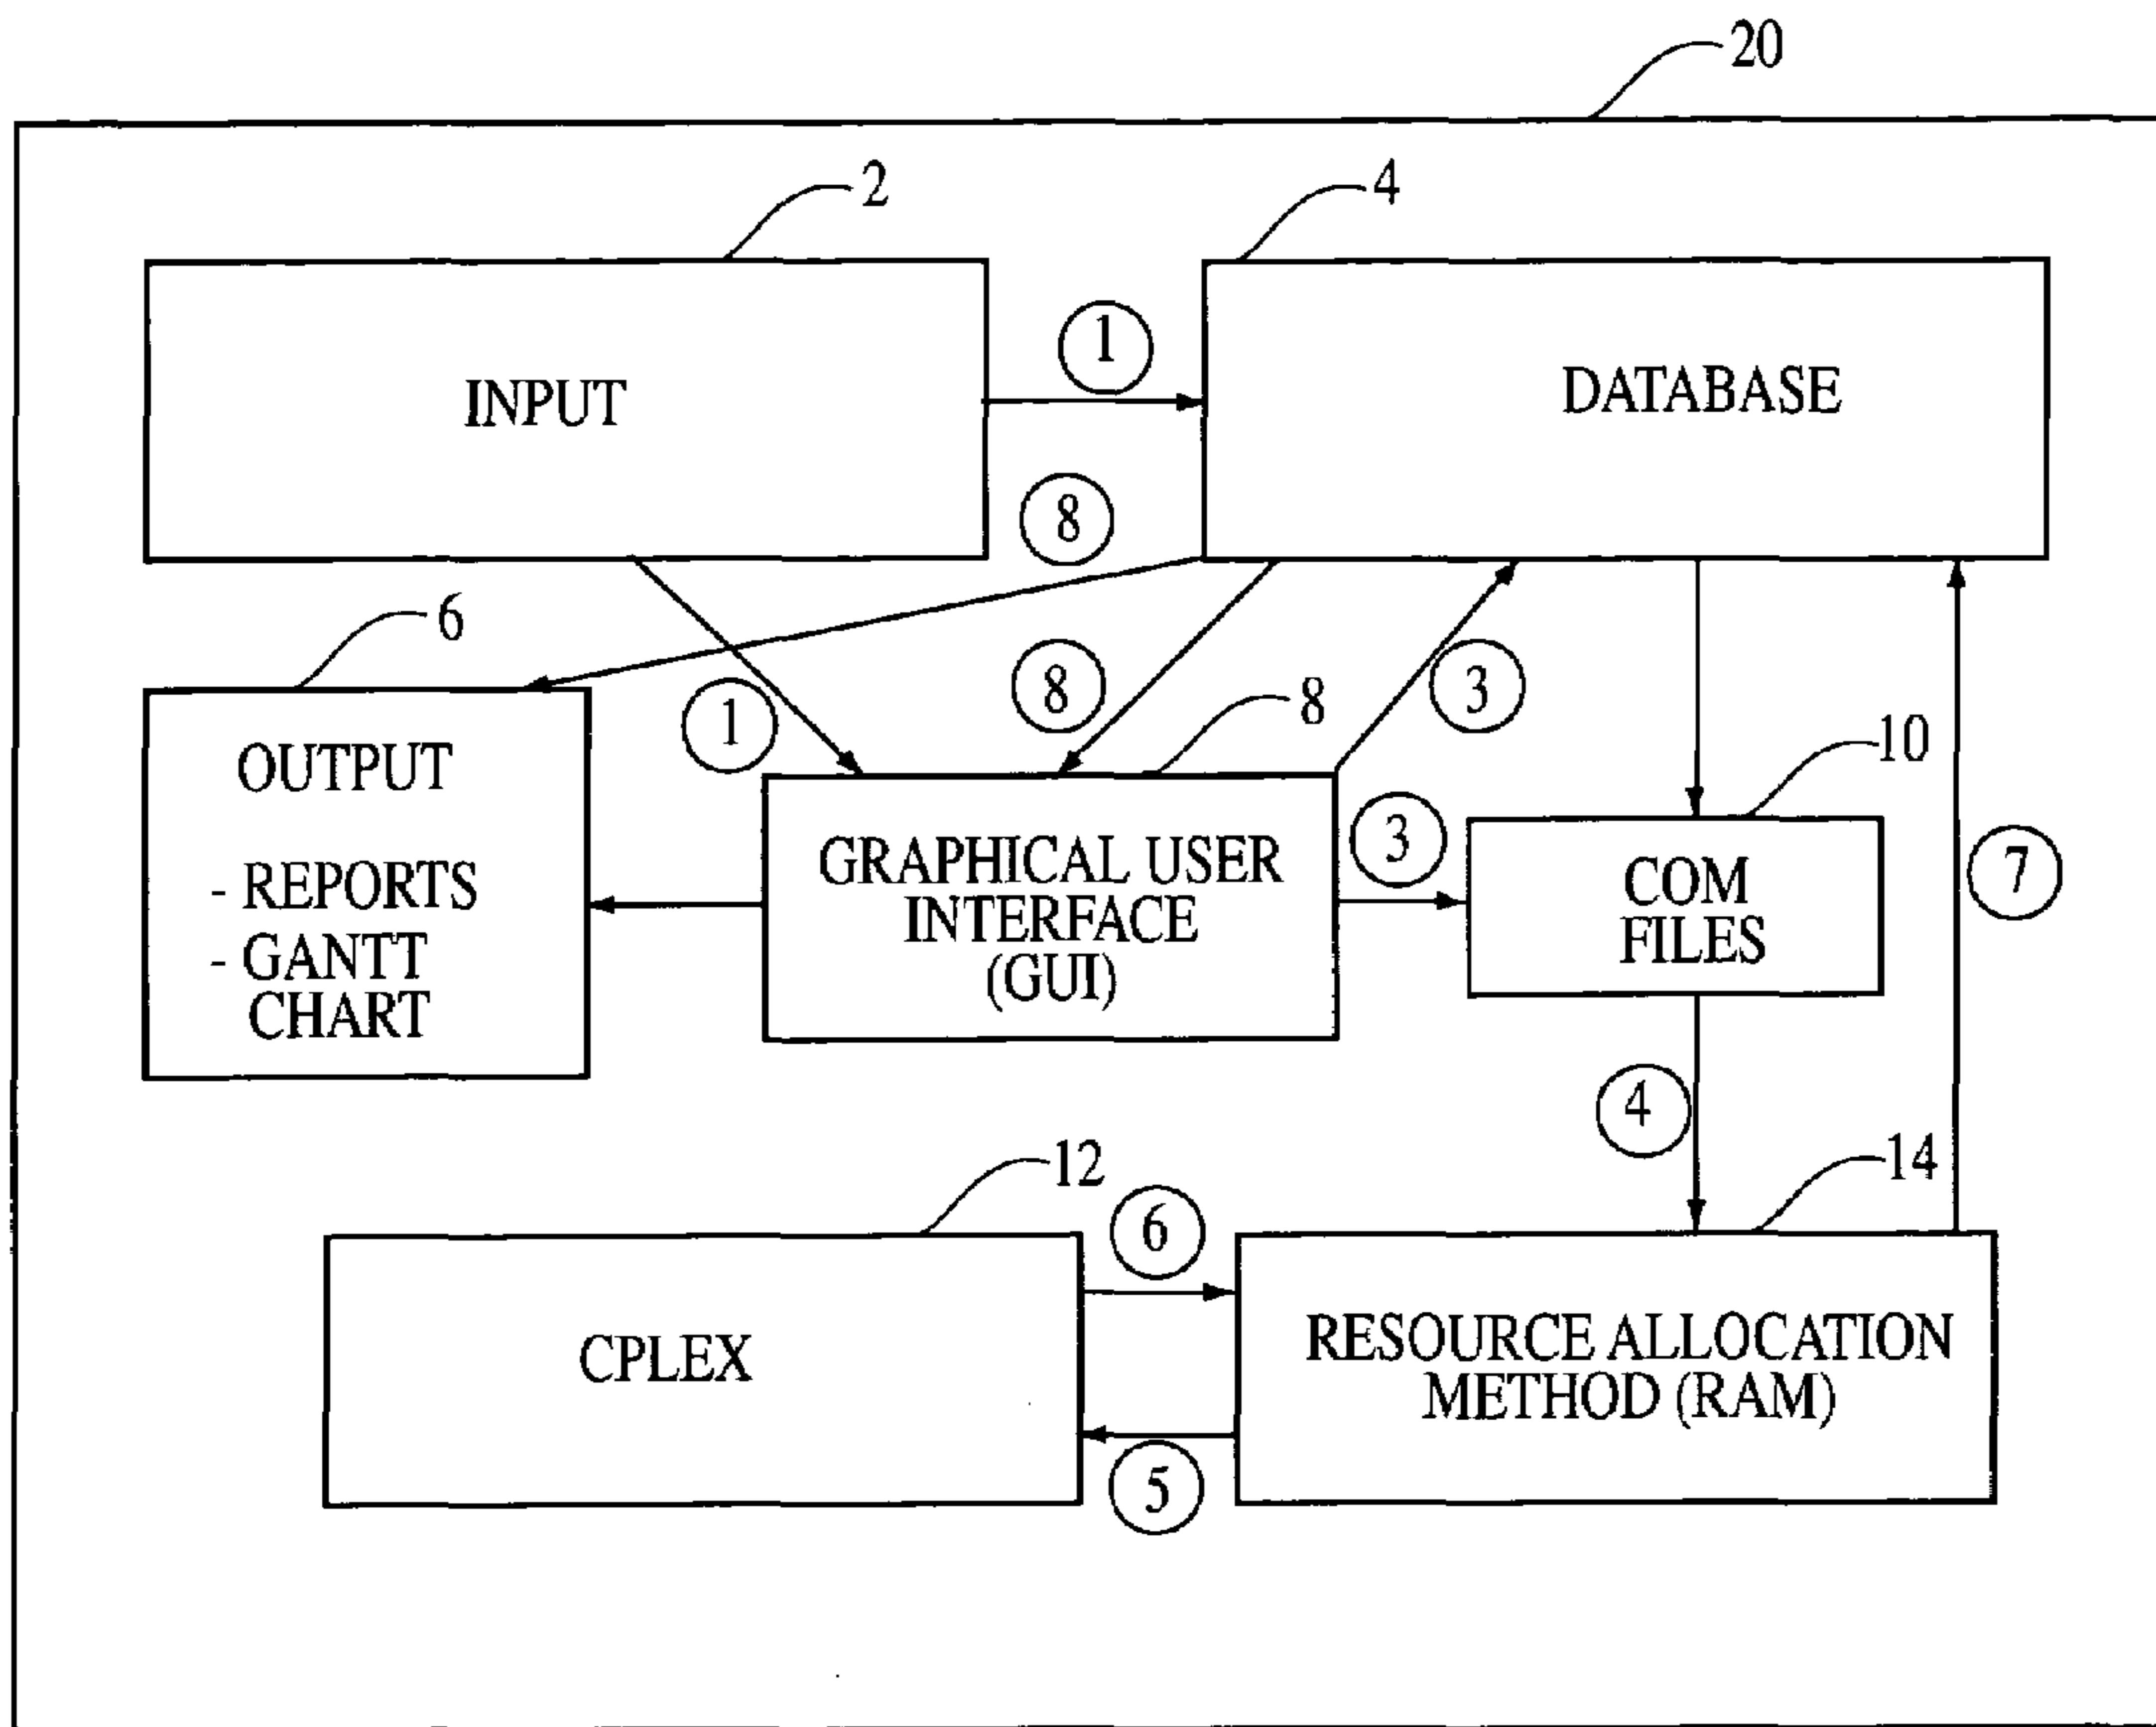 20
2
4
1
INPUT
DATABASE
8
6
1
8
8
3
10
OUTPUT
- REPORTS
- GANTT
CHART
GRAPHICAL USER
INTERFACE
(GUI)
3
COM
FILES
7
4
12
14
6
CPLEX
RESOURCE ALLOCATION
METHOD (RAM)
5